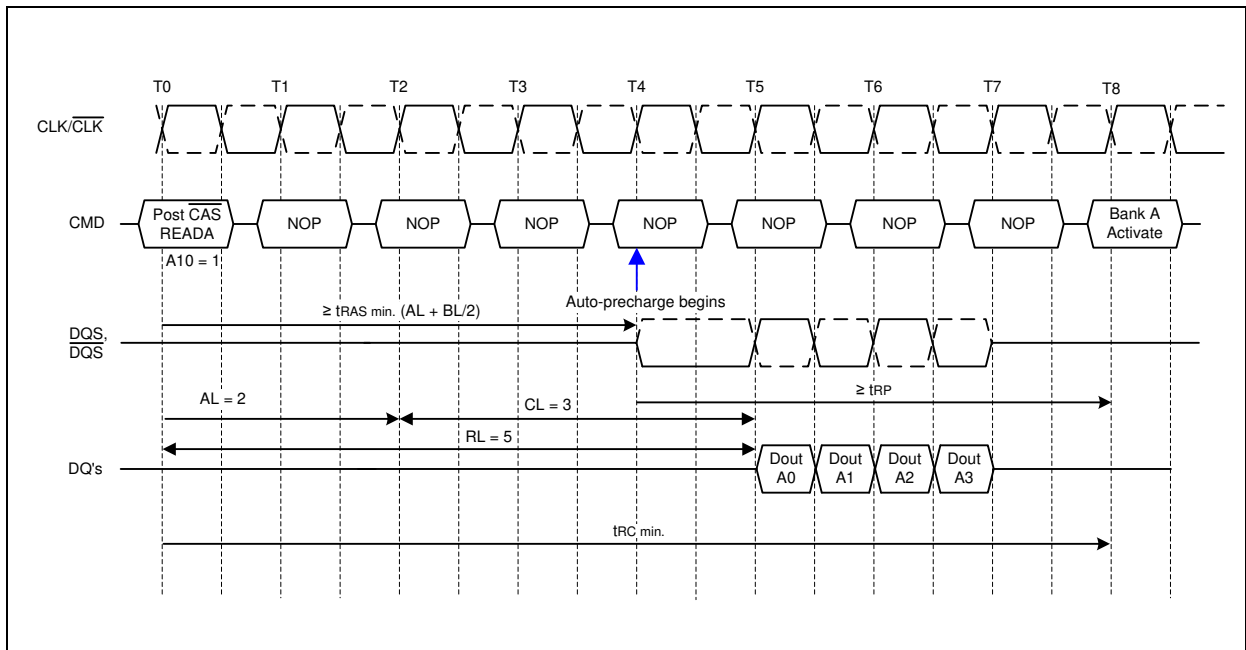 T0 T1 T2 T3 T4 T5 T6 T7 T8
CLK/CLK
CMD
Post CAS
READA
NOP NOP NOP NOP NOP NOP NOP
Bank A
Activate
A10 = 1
Auto-precharge begins
≥ tRAS min. (AL + BL/2)
DQS,
DQS
≥ tRP
AL = 2
CL = 3
RL = 5
DQ's
Dout
A0
Dout
A1
Dout
A2
Dout
A3
tRC min.